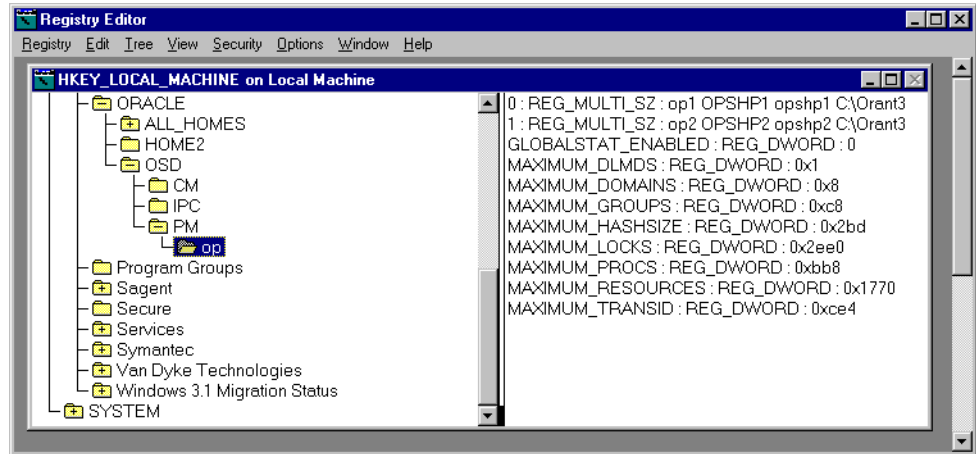 Registry Editor
Registry Edit Tree View Security Options Window Help
HKEY_LOCAL_MACHINE on Local Machine
ORACLE
ALL_HOMES
HOME2
OSD
CM
IPC
PM
op
Program Groups
Sagent
Secure
Services
Symantec
Van Dyke Technologies
Windows 3.1 Migration Status
SYSTEM
0 : REG_MULTI_SZ : op1 OPSHP1 opshp1 C:\Orant3
1 : REG_MULTI_SZ : op2 OPSHP2 opshp2 C:\Orant3
GLOBALSTAT_ENABLED : REG_DWORD : 0
MAXIMUM_DLMDS : REG_DWORD : 0x1
MAXIMUM_DOMAINS : REG_DWORD : 0x8
MAXIMUM_GROUPS : REG_DWORD : 0xc8
MAXIMUM_HASHSIZE : REG_DWORD : 0x2bd
MAXIMUM_LOCKS : REG_DWORD : 0x2ee0
MAXIMUM_PROCS : REG_DWORD : 0xbb8
MAXIMUM_RESOURCES : REG_DWORD : 0x1770
MAXIMUM_TRANSID : REG_DWORD : 0xce4